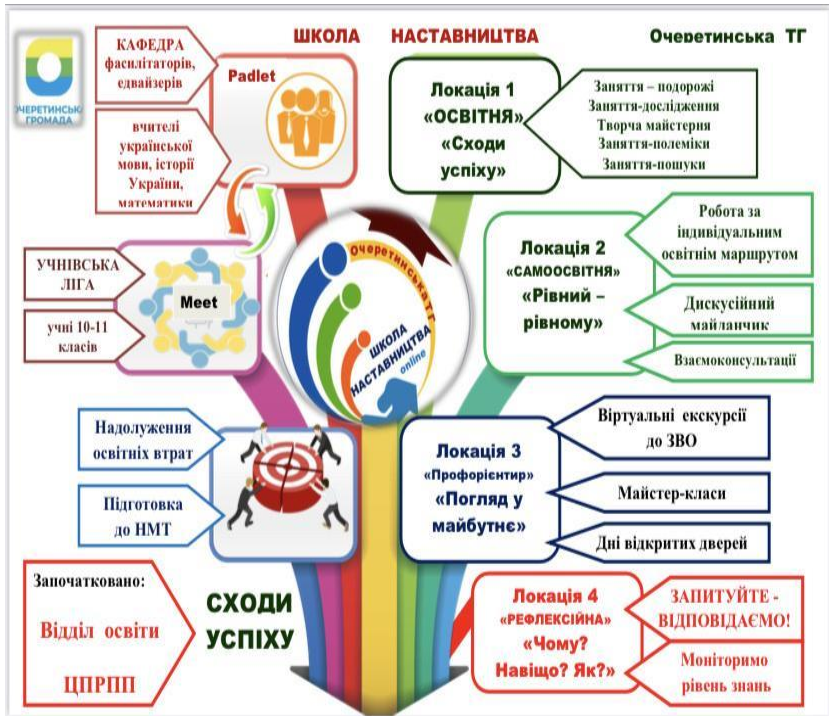 ШКОЛА НАСТАВНИЦТВА Очеретинська ТГ
ОЧЕРЕТИНСЬКА
ГРОМАДА
КАФЕДРА
фасилітаторів,
едвайзерів
вчителі
української
мови, історії
України,
математики
Padlet
Локація 1
«ОСВІТНЯ»
«Сходи
успіху»
Заняття – подорожі
Заняття-дослідження
Творча майстерня
Заняття-полеміки
Заняття-пошуки
УЧНІВСЬКА
ЛІГА
учні 10-11
класів
Meet
Очеретинська ТГ
ШКОЛА
НАСТАВНИЦТВА
online
Локація 2
«САМООСВІТНЯ»
«Рівний –
рівному»
Робота за
індивідуальним
освітнім маршрутом
Дискусійний
майланчик
Взаємоконсультації
Надолуження
освітніх втрат
Підготовка
до НМТ
Локація 3
«Профорієнтир»
«Погляд у
майбутнє»
Віртуальні екскурсії
до ЗВО
Майстер-класи
Дні відкритих дверей
Започатковано:
Відділ освіти
ЦПРПП
СХОДИ
УСПІХУ
Локація 4
«РЕФЛЕКСІЙНА»
«Чому?
Навіщо? Як?»
ЗАПИТУЙТЕ -
ВІДПОВІДАЄМО!
Моніторимо
рівень знань